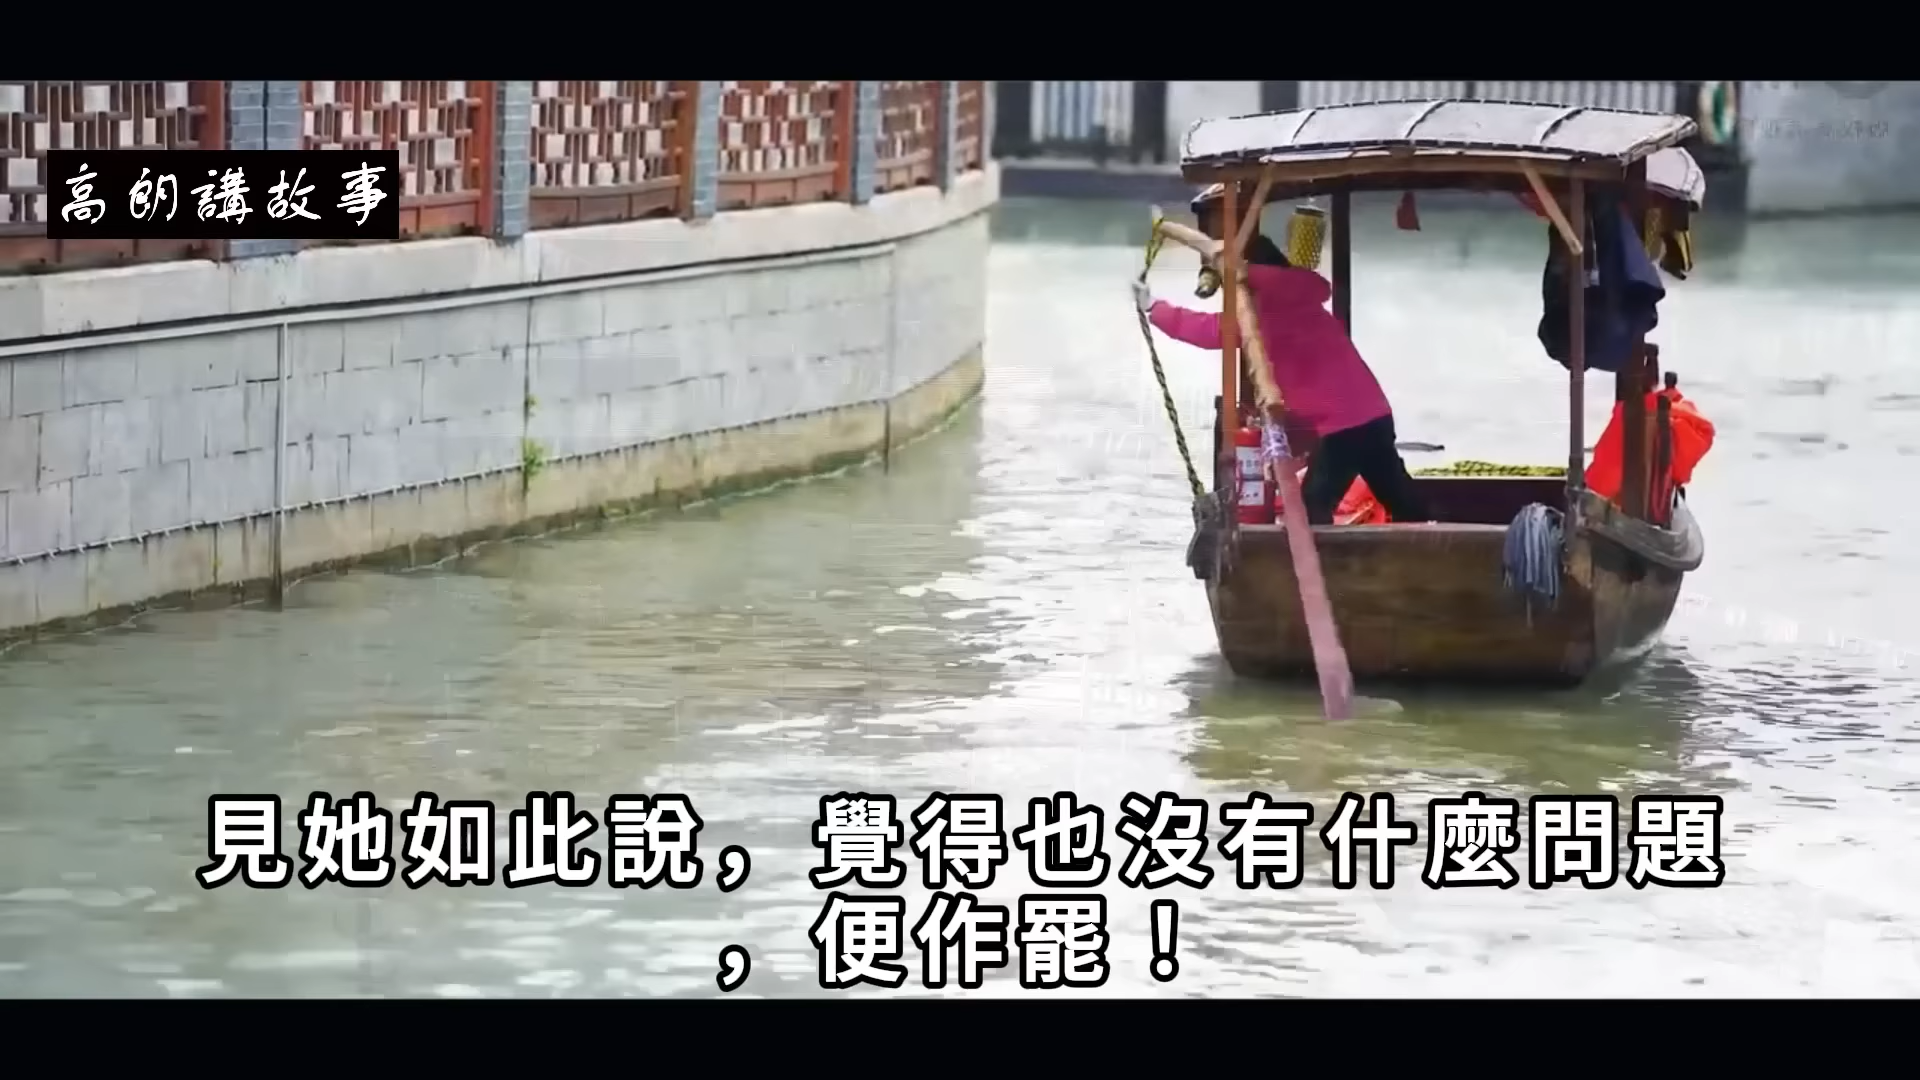 高朗講故事
見她如此說，覺得也沒有什麼問題
，便作罷！